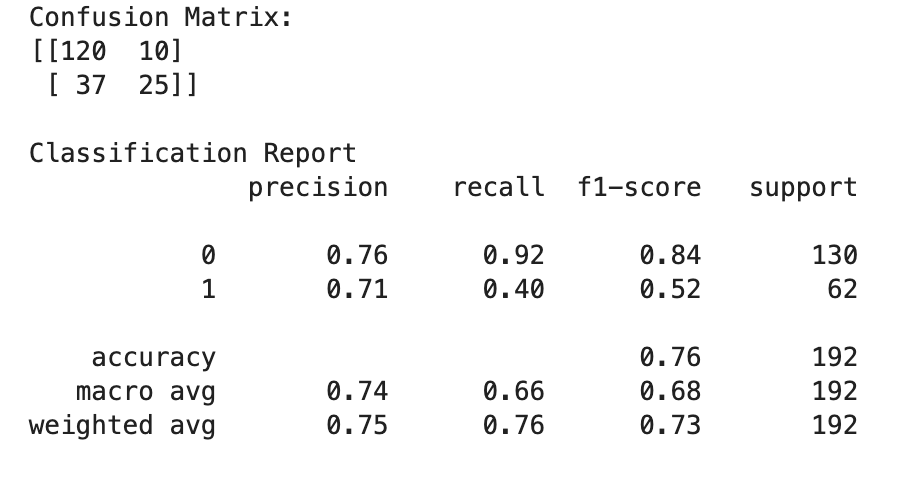 Confusion Matrix:
[[120  10]
 [ 37  25]]
Classification Report
precision    recall  f1-score   support
0       0.76      0.92      0.84       130
1       0.71      0.40      0.52        62
accuracy                           0.76       192
macro avg       0.74      0.66      0.68       192
weighted avg       0.75      0.76      0.73       192